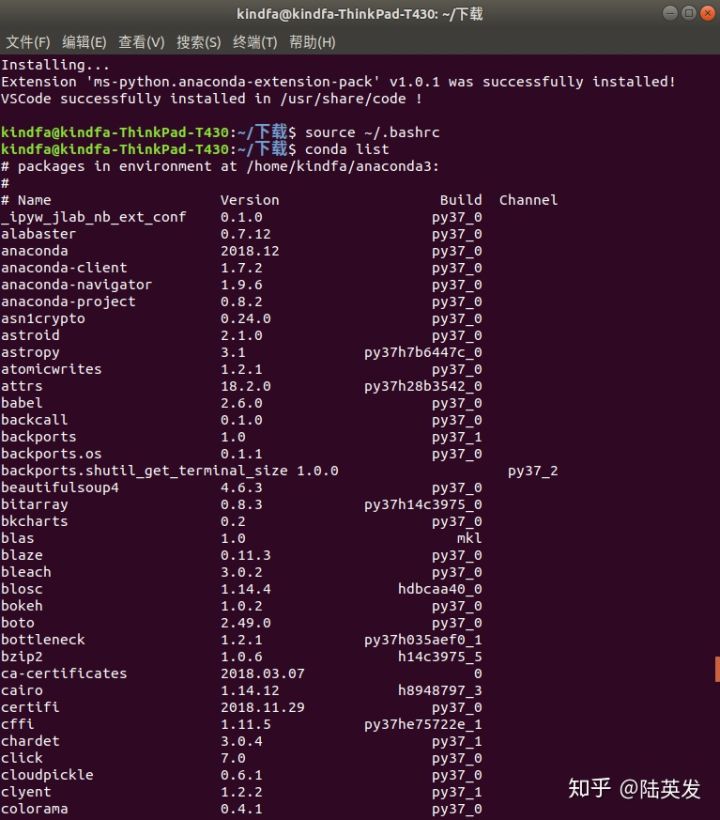 kindfa@kindfa-ThinkPad-T430: ~/下载
文件(F) 编辑(E) 查看(V) 搜索(S) 终端(T) 帮助(H)
Installing...
Extension 'ms-python.anaconda-extension-pack' v1.0.1 was successfully installed!
VSCode successfully installed in /usr/share/code !
kindfa@kindfa-ThinkPad-T430:~/下载$ source ~/.bashrc
kindfa@kindfa-ThinkPad-T430:~/下载$ conda list
# packages in environment at /home/kindfa/anaconda3:
#
# Name Version Build Channel
_ipyw_jlab_nb_ext_conf 0.1.0 py37_0
alabaster 0.7.12 py37_0
anaconda 2018.12 py37_0
anaconda-client 1.7.2 py37_0
anaconda-navigator 1.9.6 py37_0
anaconda-project 0.8.2 py37_0
asn1crypto 0.24.0 py37_0
astroid 2.1.0 py37_0
astropy 3.1 py37h7b6447c_0
atomicwrites 1.2.1 py37_0
attrs 18.2.0 py37h28b3542_0
babel 2.6.0 py37_0
backcall 0.1.0 py37_0
backports 1.0 py37_1
backports.os 0.1.1 py37_0
backports.shutil_get_terminal_size 1.0.0 py37_2
beautifulsoup4 4.6.3 py37_0
bitarray 0.8.3 py37h14c3975_0
bkcharts 0.2 py37_0
blas 1.0 mkl
blaze 0.11.3 py37_0
bleach 3.0.2 py37_0
blosc 1.14.4 hdbcaa40_0
bokeh 1.0.2 py37_0
boto 2.49.0 py37_0
bottleneck 1.2.1 py37h035aef0_1
bzip2 1.0.6 h14c3975_5
ca-certificates 2018.03.07 0
cairo 1.14.12 h8948797_3
certifi 2018.11.29 py37_0
cffi 1.11.5 py37he75722e_1
chardet 3.0.4 py37_1
click 7.0 py37_0
cloudpickle 0.6.1 py37_0
clyent 1.2.2 py37_1
colorama 0.4.1 py37_0
知乎 @陆英发